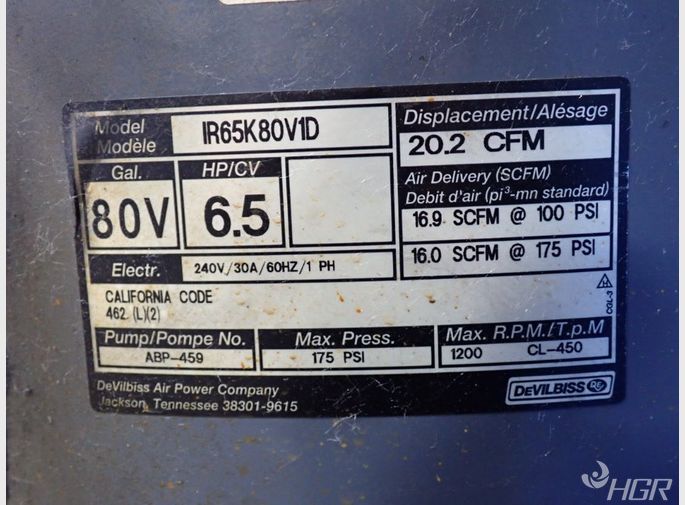 Model
Modèle
IR65K80V1D
Gal.
80V
HP/CV
6.5
Electr.
240V/30A/60HZ/1 PH
CALIFORNIA CODE
462 (L)(2)
Displacement/Alésage
20.2 CFM
Air Delivery (SCFM)
Debit d'air (pi³-mn standard)
16.9 SCFM @ 100 PSI
16.0 SCFM @ 175 PSI
CGL-3
Pump/Pompe No.
ABP-459
Max. Press.
175 PSI
Max. R.P.M./T.p.M
1200 CL-450
DeVilbiss Air Power Company
Jackson, Tennessee 38301-9615
DeVILBISS
HGR